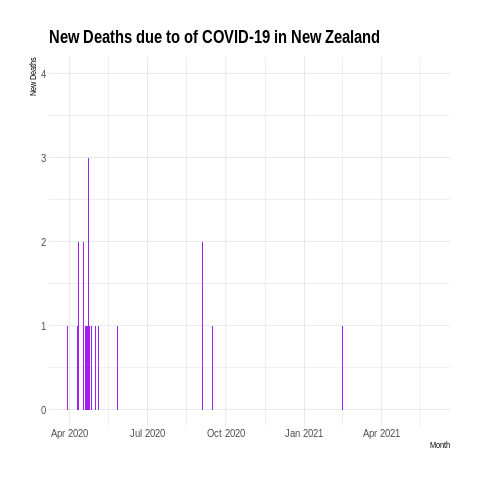 New Deaths due to of COVID-19 in New Zealand
New Deaths
4
3
2
1
0
Apr 2020 Jul 2020 Oct 2020 Jan 2021 Apr 2021
Month